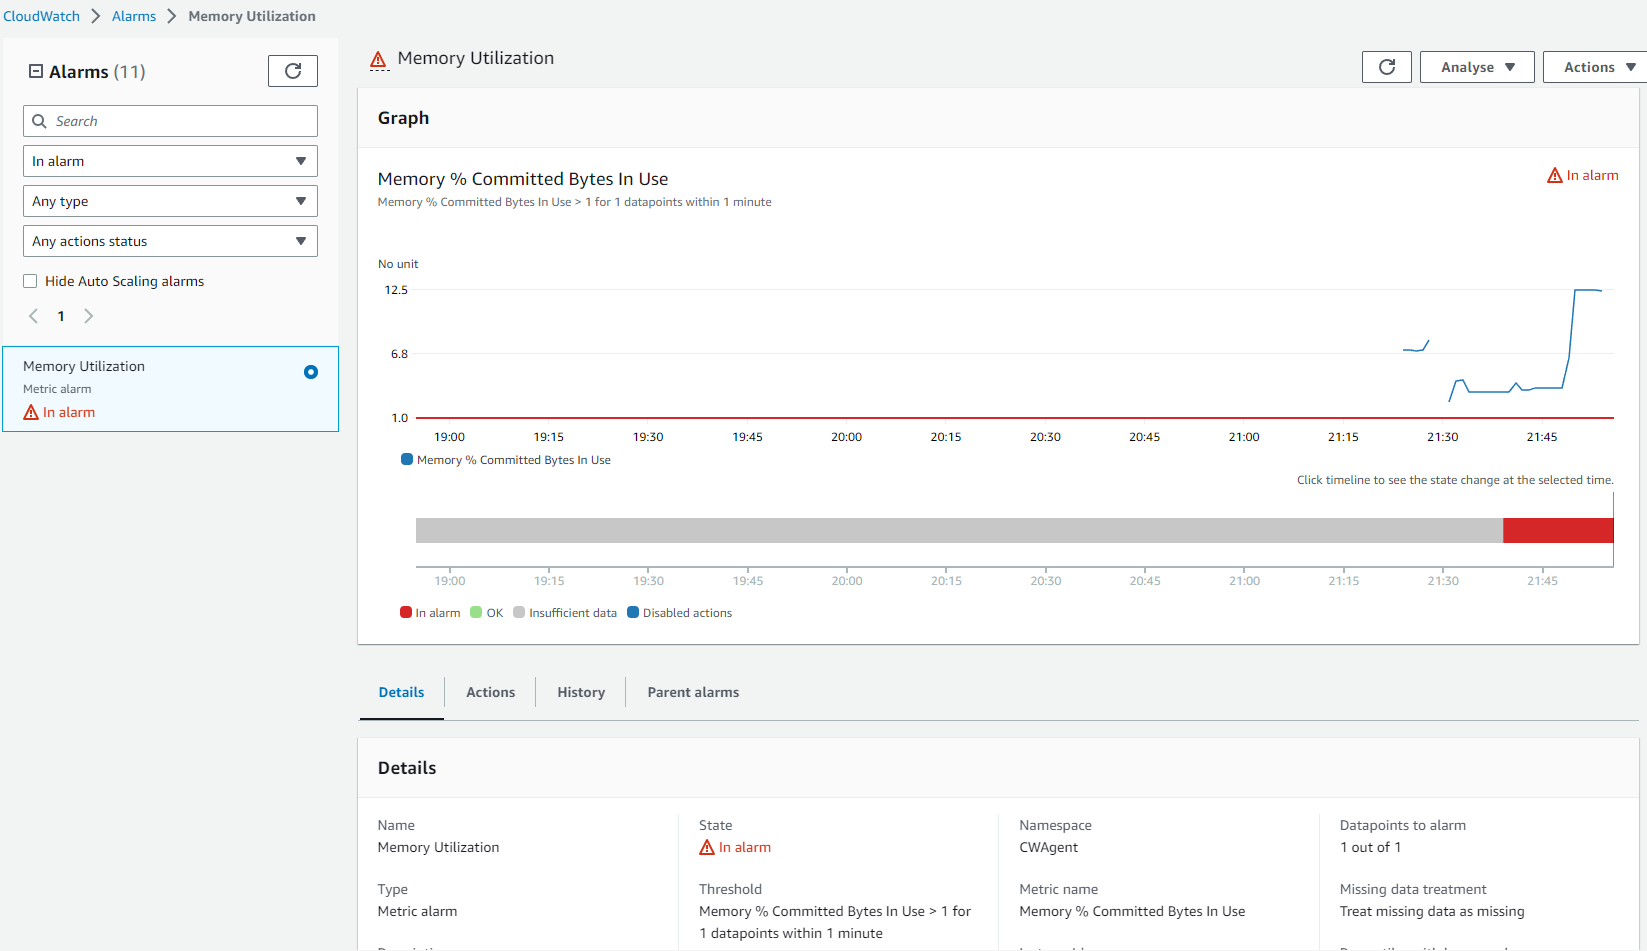 CloudWatch > Alarms > Memory Utilization
Alarms (11)
Search
In alarm
Any type
Any actions status
Hide Auto Scaling alarms
1
Memory Utilization
Metric alarm
In alarm
Memory Utilization
Analyse
Actions
Graph
Memory % Committed Bytes In Use
In alarm
Memory % Committed Bytes In Use > 1 for 1 datapoints within 1 minute
No unit
12.5
6.8
1.0
19:00 19:15 19:30 19:45 20:00 20:15 20:30 20:45 21:00 21:15 21:30 21:45
Memory % Committed Bytes In Use
Click timeline to see the state change at the selected time.
19:00 19:15 19:30 19:45 20:00 20:15 20:30 20:45 21:00 21:15 21:30 21:45
In alarm OK Insufficient data Disabled actions
Details Actions History Parent alarms
Details
Name
Memory Utilization
Type
Metric alarm
State
In alarm
Threshold
Memory % Committed Bytes In Use > 1 for
1 datapoints within 1 minute
Namespace
CWAgent
Metric name
Memory % Committed Bytes In Use
Datapoints to alarm
1 out of 1
Missing data treatment
Treat missing data as missing